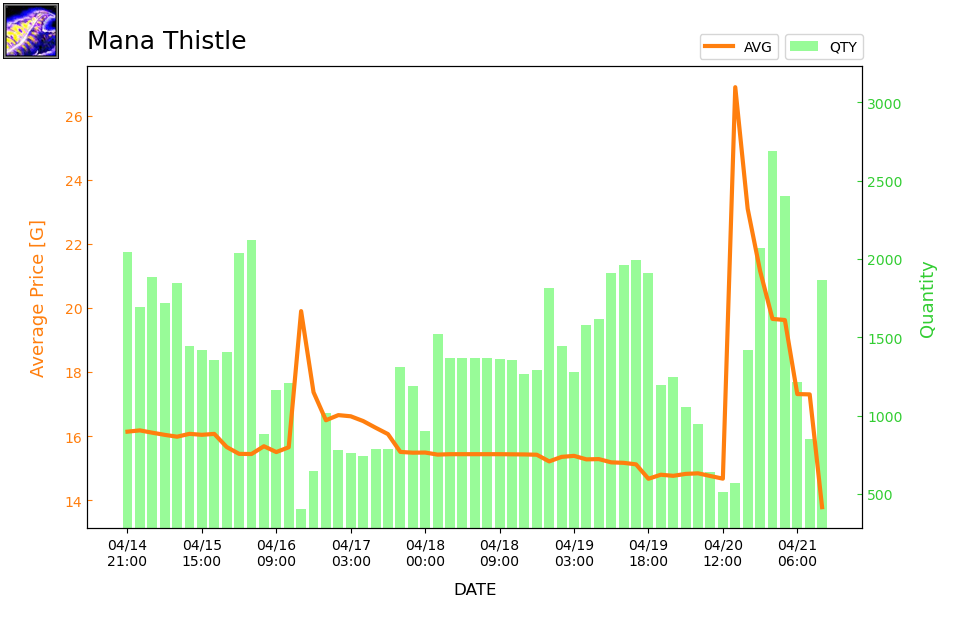 Mana Thistle
AVG
QTY
Average Price [G]
26
24
22
20
18
16
14
3000
2500
2000
1500
1000
500
Quantity
04/14 04/15 04/16 04/17 04/18 04/18 04/19 04/19 04/20 04/21
21:00 15:00 09:00 03:00 00:00 09:00 03:00 18:00 12:00 06:00
DATE